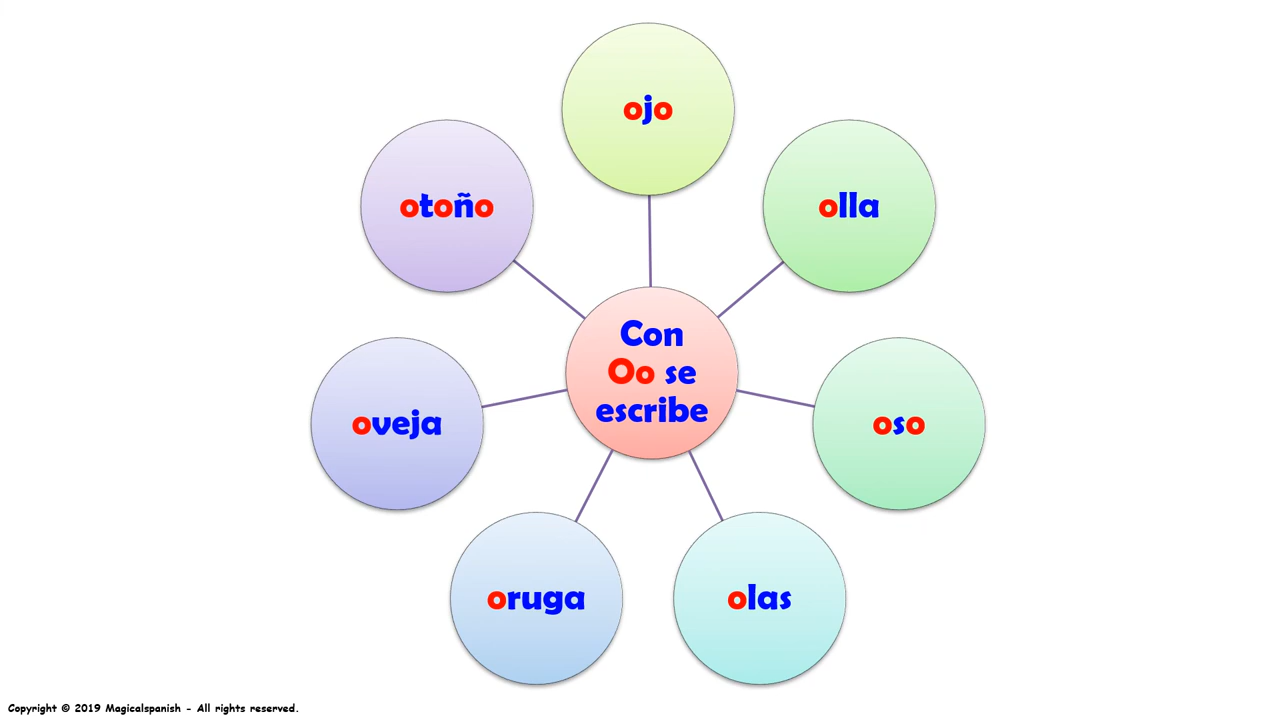 ojo
otoño
olla
Con
Oo se
escribe
oveja
oso
oruga
olas
Copyright © 2019 Magicalspanish - All rights reserved.